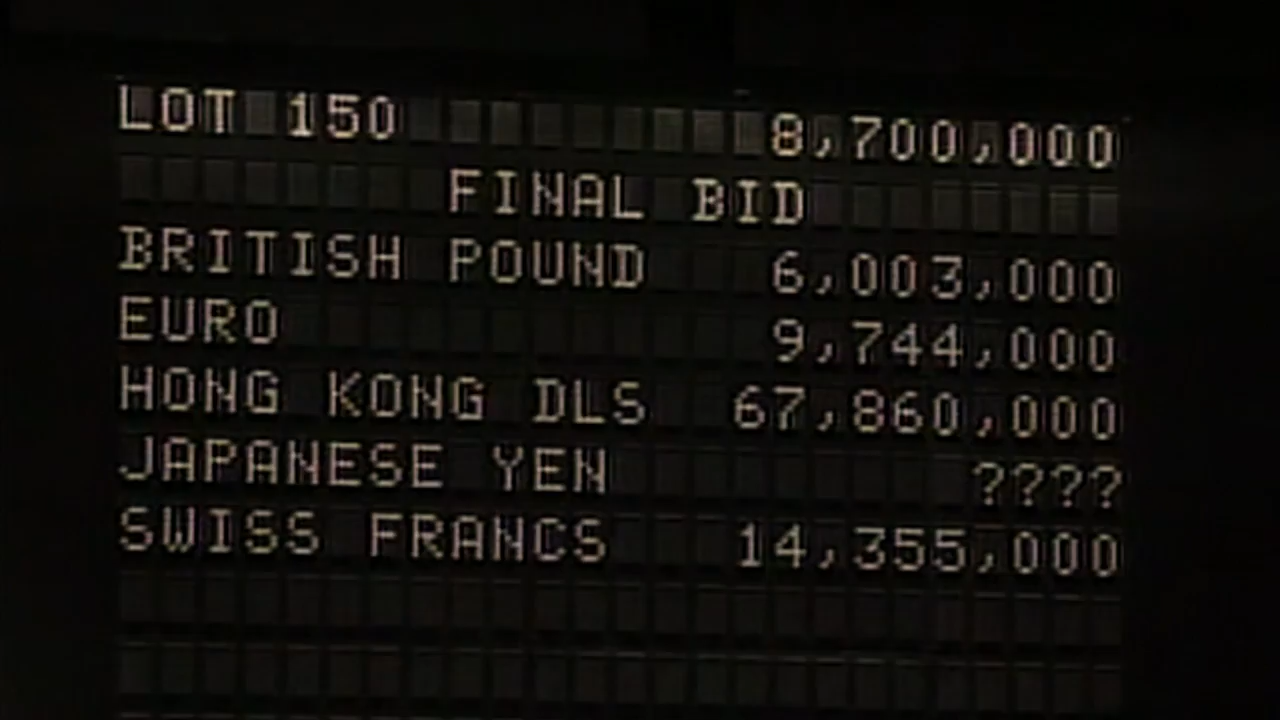 LOT 150 8,700,000
FINAL BID
BRITISH POUND 6,003,000
EURO 9,744,000
HONG KONG DLS 67,860,000
JAPANESE YEN ????
SWISS FRANCS 14,355,000